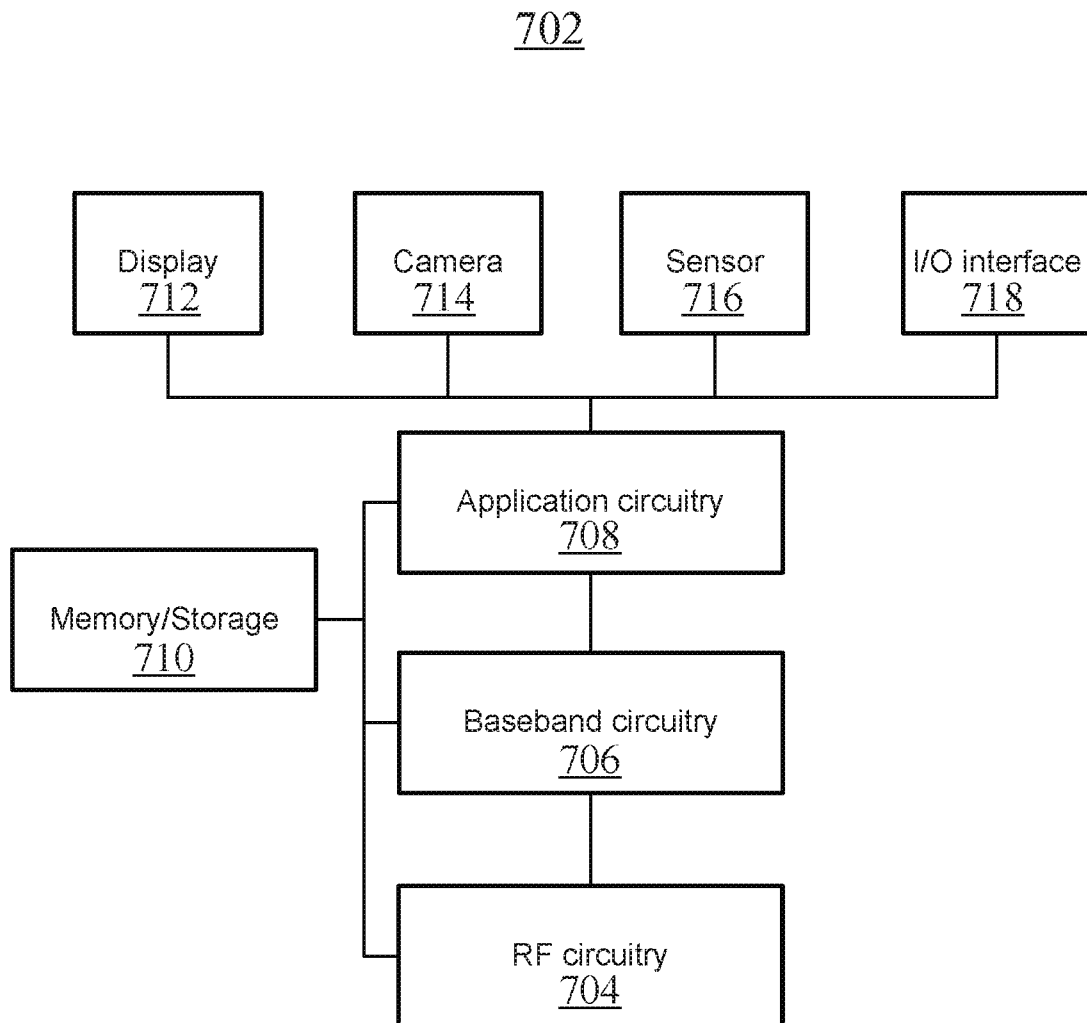 702
Display
712
Camera
714
Sensor
716
I/O interface
718
Application circuitry
708
Memory/Storage
710
Baseband circuitry
706
RF circuitry
704